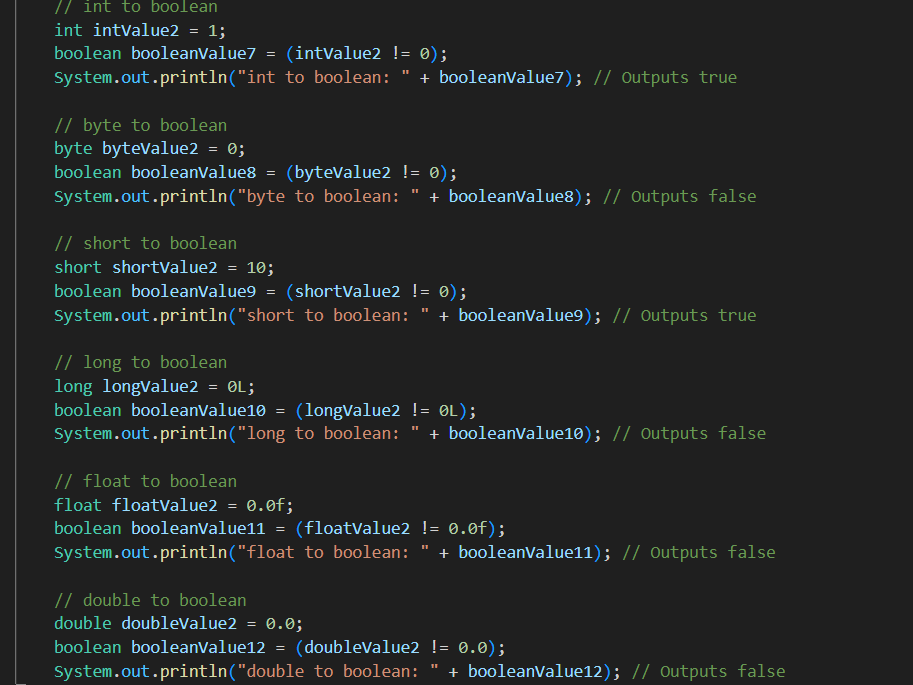 // int to boolean
int intValue2 = 1;
boolean booleanValue7 = (intValue2 != 0);
System.out.println("int to boolean: " + booleanValue7); // Outputs true
// byte to boolean
byte byteValue2 = 0;
boolean booleanValue8 = (byteValue2 != 0);
System.out.println("byte to boolean: " + booleanValue8); // Outputs false
// short to boolean
short shortValue2 = 10;
boolean booleanValue9 = (shortValue2 != 0);
System.out.println("short to boolean: " + booleanValue9); // Outputs true
// long to boolean
long longValue2 = 0L;
boolean booleanValue10 = (longValue2 != 0L);
System.out.println("long to boolean: " + booleanValue10); // Outputs false
// float to boolean
float floatValue2 = 0.0f;
boolean booleanValue11 = (floatValue2 != 0.0f);
System.out.println("float to boolean: " + booleanValue11); // Outputs false
// double to boolean
double doubleValue2 = 0.0;
boolean booleanValue12 = (doubleValue2 != 0.0);
System.out.println("double to boolean: " + booleanValue12); // Outputs false